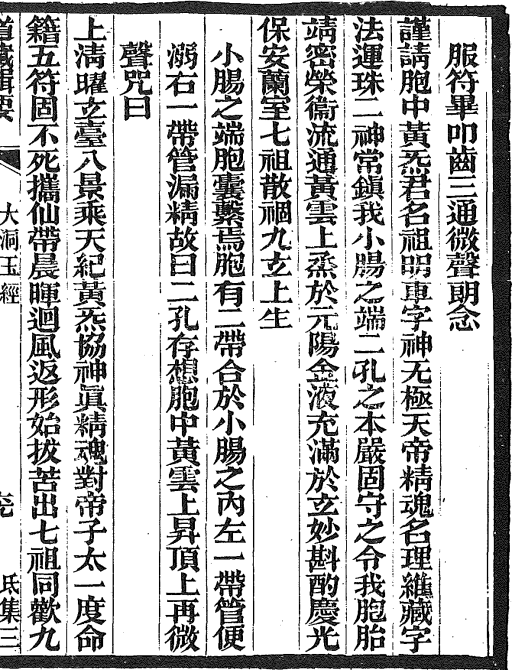 服符畢叩齒三通微聲朗念
謹請胞中黃炁君名祖明車字神无極天帝精魂名理維藏字
法運珠二神常鎮我小腸之端二孔之本嚴固守之令我胞胎
靖密榮衞流通黃雲上烝於元陽金液充滿於立妙斟酌慶光
保安蘭室七祖散禍九立上生
小腸之端胞囊繫焉胞有二帶合於小腸之內左一帶管便
溺右一帶管漏精故曰二孔存想胞中黃雲上昇頂上再微
聲咒曰
上淸曜立臺八景乘天紀黃炁協神眞精魂對帝子太一度命
籍五符固不死攜仙帶晨暉迴風返形始拔苦出七祖同歡九
道藏輯要
大洞玉經
氐集三